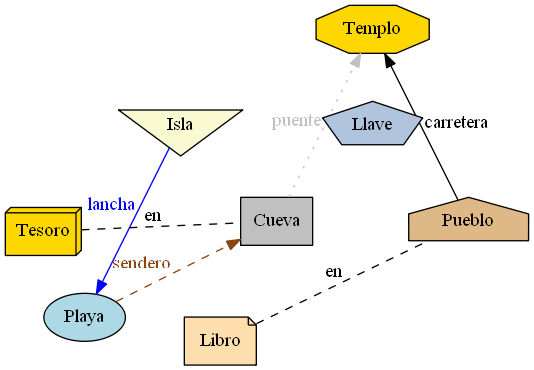 Templo
puente
Llave
carretera
Isla
lancha
en
Tesoro
Cueva
Pueblo
sendero
en
Playa
Libro